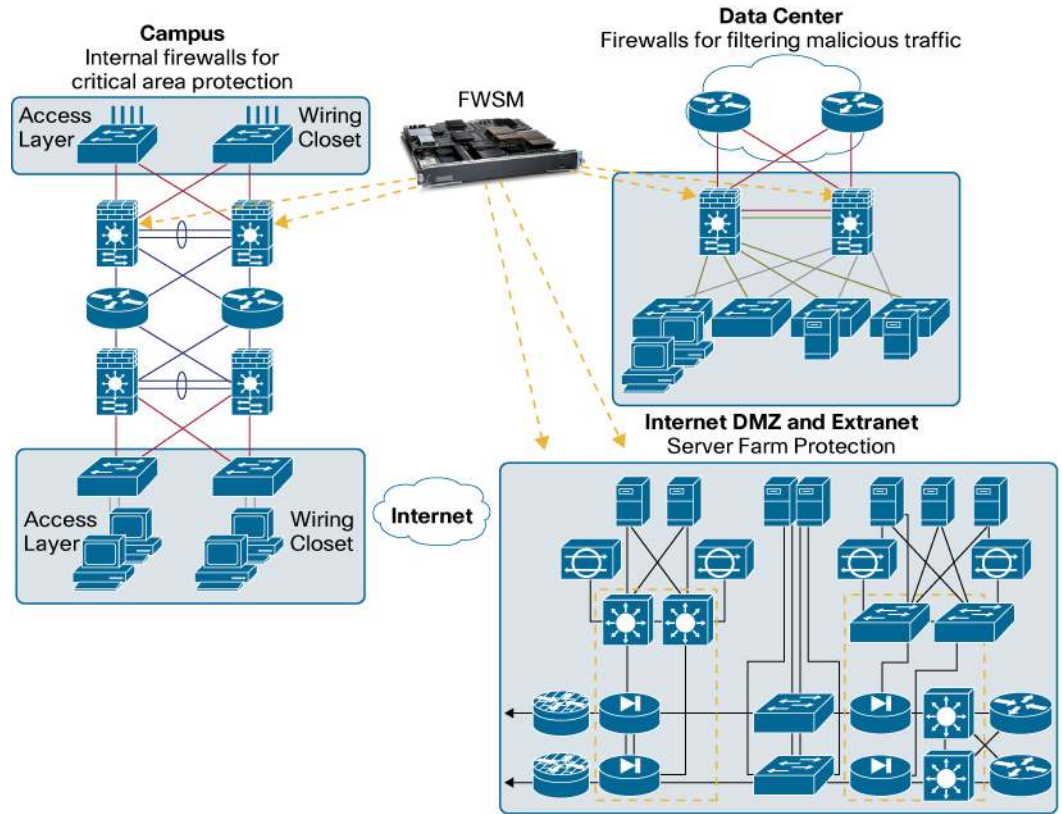 Campus
Internal firewalls for
critical area protection
Access
Layer
Wiring
Closet
FWSM
Data Center
Firewalls for filtering malicious traffic
Access
Layer
Wiring
Closet
Internet
Internet DMZ and Extranet
Server Farm Protection